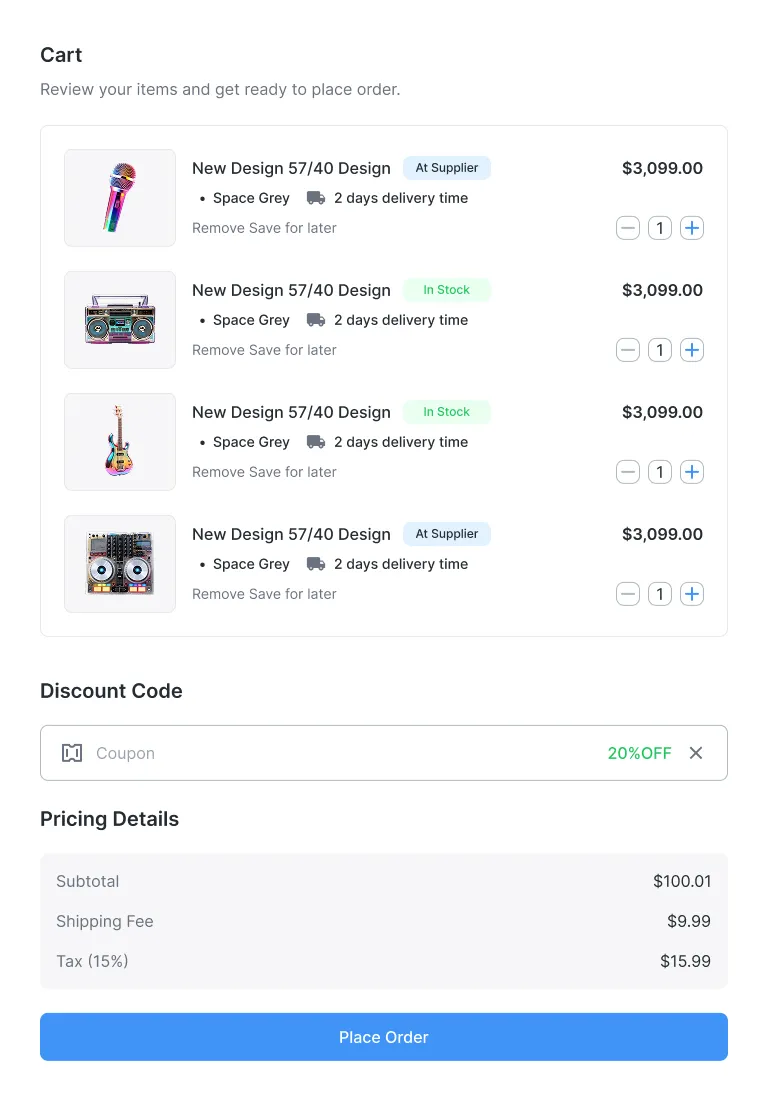 Cart
Review your items and get ready to place order.
New Design 57/40 Design At Supplier $3,099.00
• Space Grey 2 days delivery time
Remove Save for later 1
New Design 57/40 Design In Stock $3,099.00
• Space Grey 2 days delivery time
Remove Save for later 1
New Design 57/40 Design In Stock $3,099.00
• Space Grey 2 days delivery time
Remove Save for later 1
New Design 57/40 Design At Supplier $3,099.00
• Space Grey 2 days delivery time
Remove Save for later 1
Discount Code
Coupon 20%OFF
Pricing Details
Subtotal $100.01
Shipping Fee $9.99
Tax (15%) $15.99
Place Order